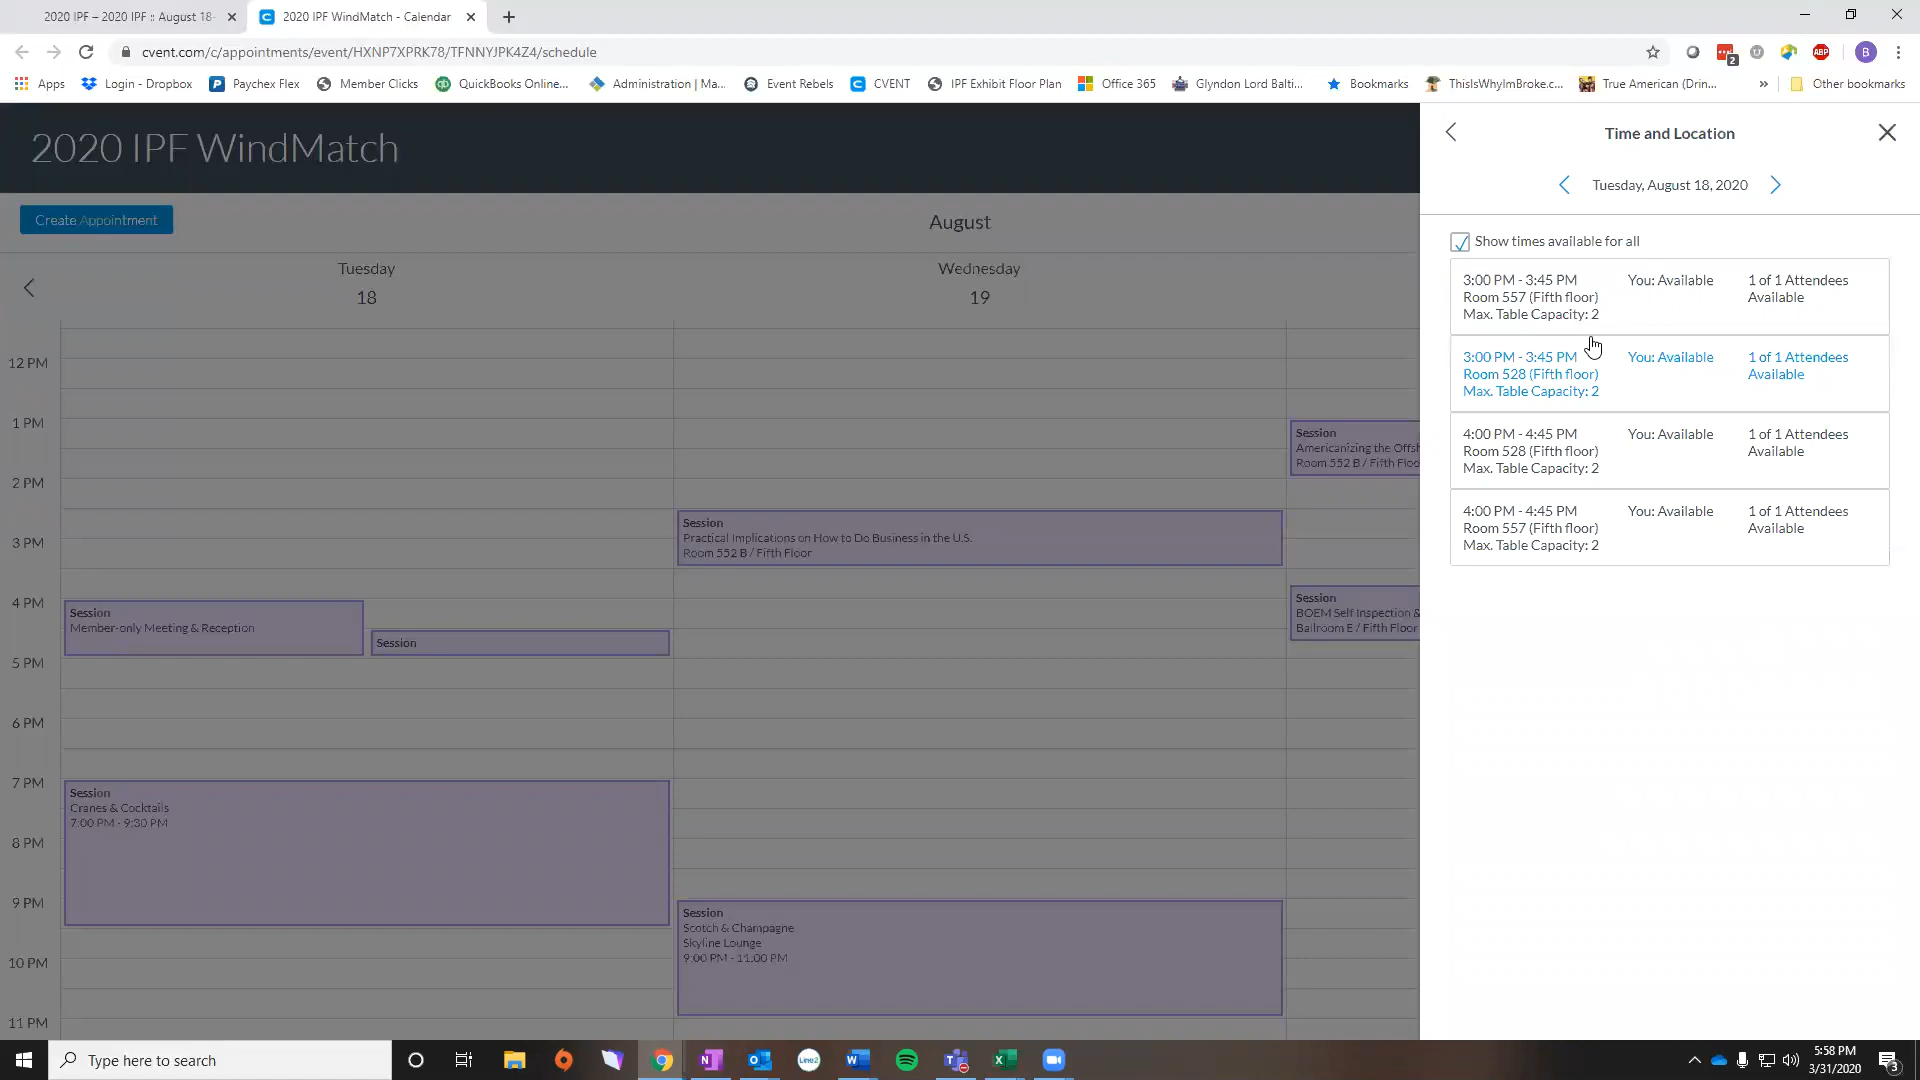 2020 IPF – 2020 IPF :: August 18-
2020 IPF WindMatch - Calendar
cvent.com/c/appointments/event/HXNP7XPRK78/TFNNYJPK4Z4/schedule
2
ABP
B
Apps
Login - Dropbox
Paychex Flex
Member Clicks
QuickBooks Online...
Administration | Ma...
Event Rebels
CVENT
IPF Exhibit Floor Plan
Office 365
Glyndon Lord Balti...
Bookmarks
ThisIsWhyImBroke.c...
True American (Drin...
»
Other bookmarks
2020 IPF WindMatch
Create Appointment
August
Tuesday
18
Wednesday
19
12 PM
1 PM
2 PM
3 PM
4 PM
5 PM
6 PM
7 PM
8 PM
9 PM
10 PM
11 PM
Session
Member-only Meeting & Reception
Session
Session
Cranes & Cocktails
7:00 PM - 9:30 PM
Session
Practical Implications on How to Do Business in the U.S.
Room 552 B / Fifth Floor
Session
Scotch & Champagne
Skyline Lounge
9:00 PM - 11:00 PM
Session
Americanizing the Offsh
Room 552 B / Fifth Floo
Session
BOEM Self Inspection &
Ballroom E / Fifth Floor
Time and Location
Tuesday, August 18, 2020
Show times available for all
3:00 PM - 3:45 PM You: Available 1 of 1 Attendees
Room 557 (Fifth floor) Available
Max. Table Capacity: 2
3:00 PM - 3:45 PM You: Available 1 of 1 Attendees
Room 528 (Fifth floor) Available
Max. Table Capacity: 2
4:00 PM - 4:45 PM You: Available 1 of 1 Attendees
Room 528 (Fifth floor) Available
Max. Table Capacity: 2
4:00 PM - 4:45 PM You: Available 1 of 1 Attendees
Room 557 (Fifth floor) Available
Max. Table Capacity: 2
Type here to search
Line2
5:58 PM
3/31/2020
3